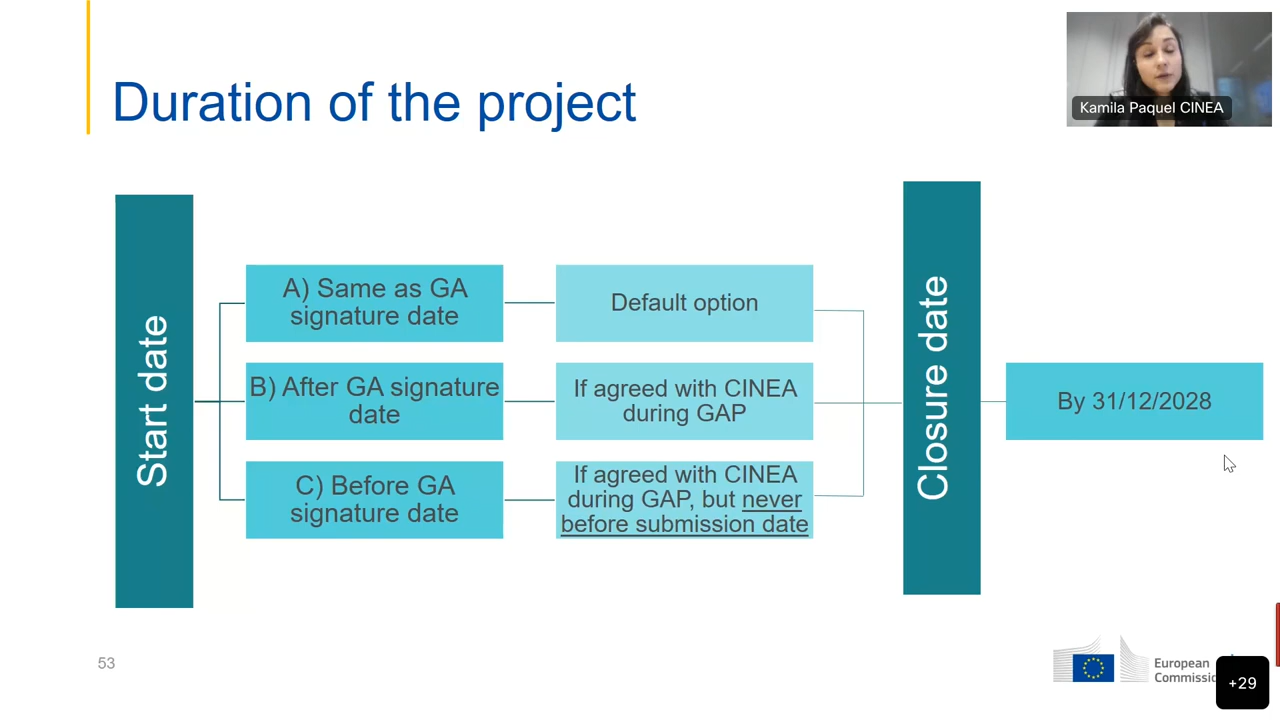 Duration of the project
Kamila Paquel CINEA
Start date
A) Same as GA
signature date
Default option
B) After GA signature
date
If agreed with CINEA
during GAP
C) Before GA
signature date
If agreed with CINEA
during GAP, but never
before submission date
Closure date
By 31/12/2028
53
European
Commissi
+29